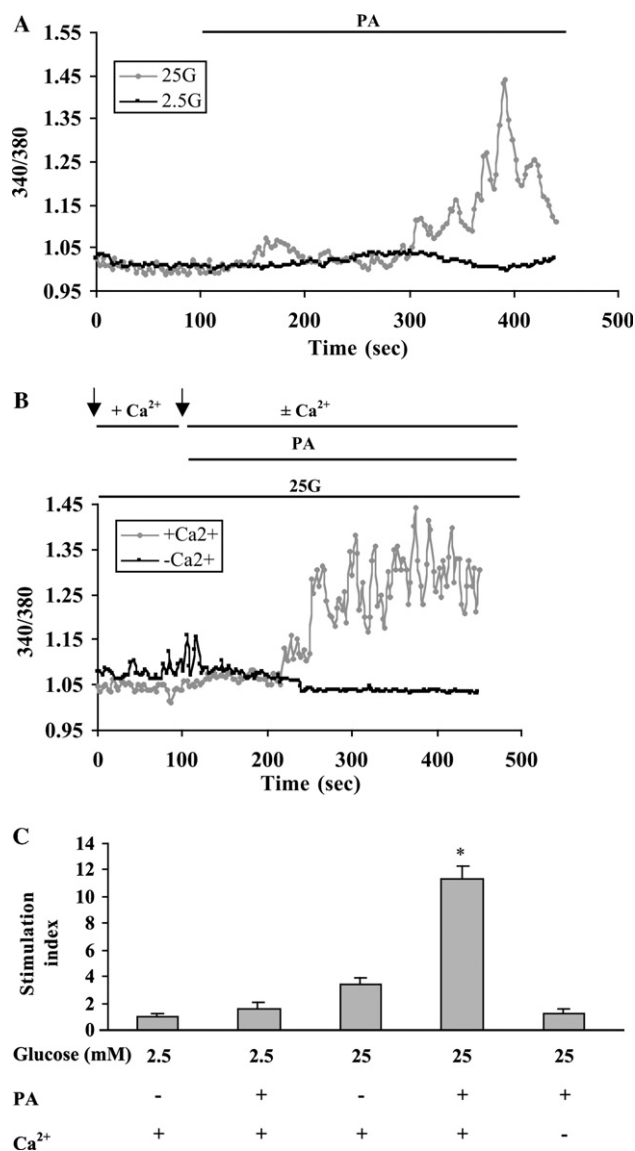 A
PA
1.55
1.45
1.35
1.25
1.15
1.05
0.95
340/380
25G
2.5G
0 100 200 300 400 500
Time (sec)
B
+ Ca²⁺ ± Ca²⁺
PA
25G
1.45
1.35
1.25
1.15
1.05
0.95
340/380
+Ca2+
-Ca2+
0 100 200 300 400 500
Time (sec)
C
14
12
10
8
6
4
2
0
Stimulation
index
*
Glucose (mM) 2.5 2.5 25 25 25
PA - + - + +
Ca²⁺ + + + + -